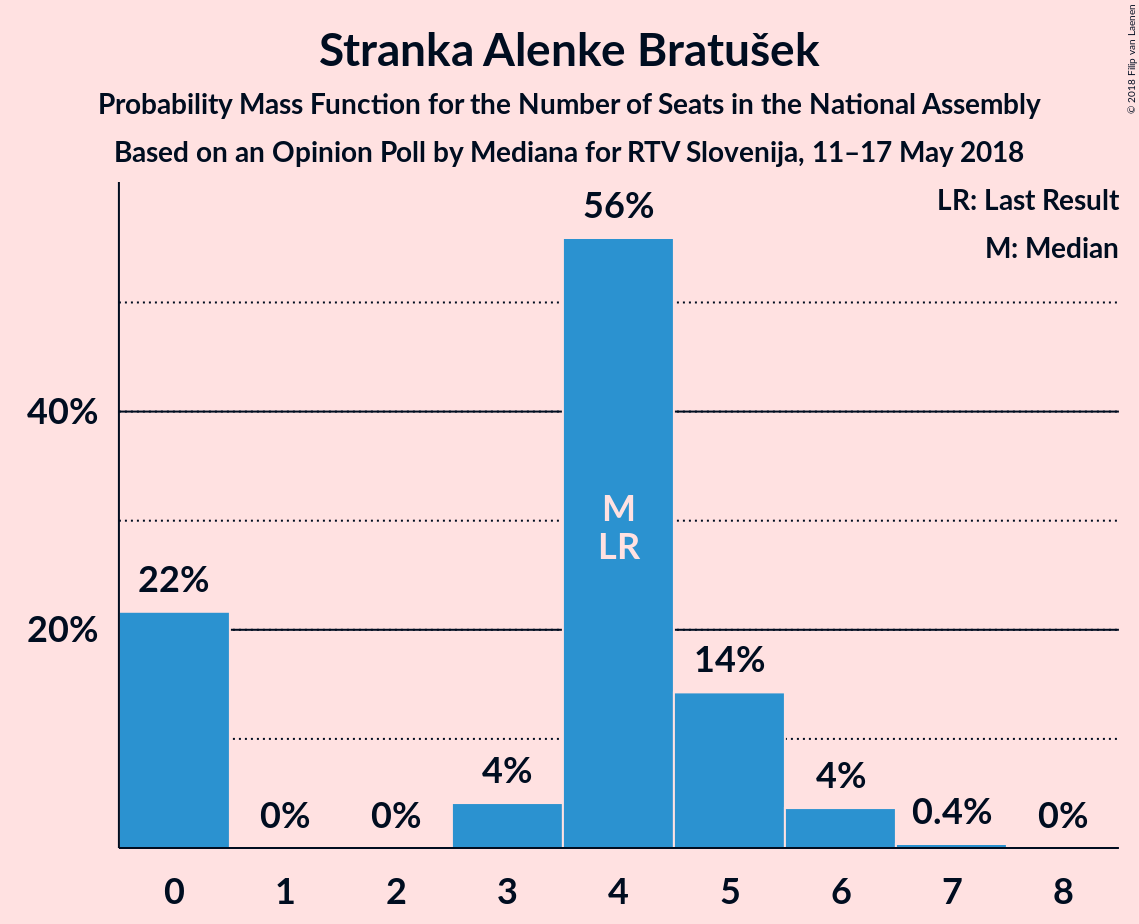 Stranka Alenke Bratušek
Probability Mass Function for the Number of Seats in the National Assembly
Based on an Opinion Poll by Mediana for RTV Slovenija, 11–17 May 2018
© 2018 Filip van Laenen
LR: Last Result
M: Median
56%
40%
M
LR
22%
20%
14%
4%
4%
0%
0%
0.4%
0%
0 1 2 3 4 5 6 7 8